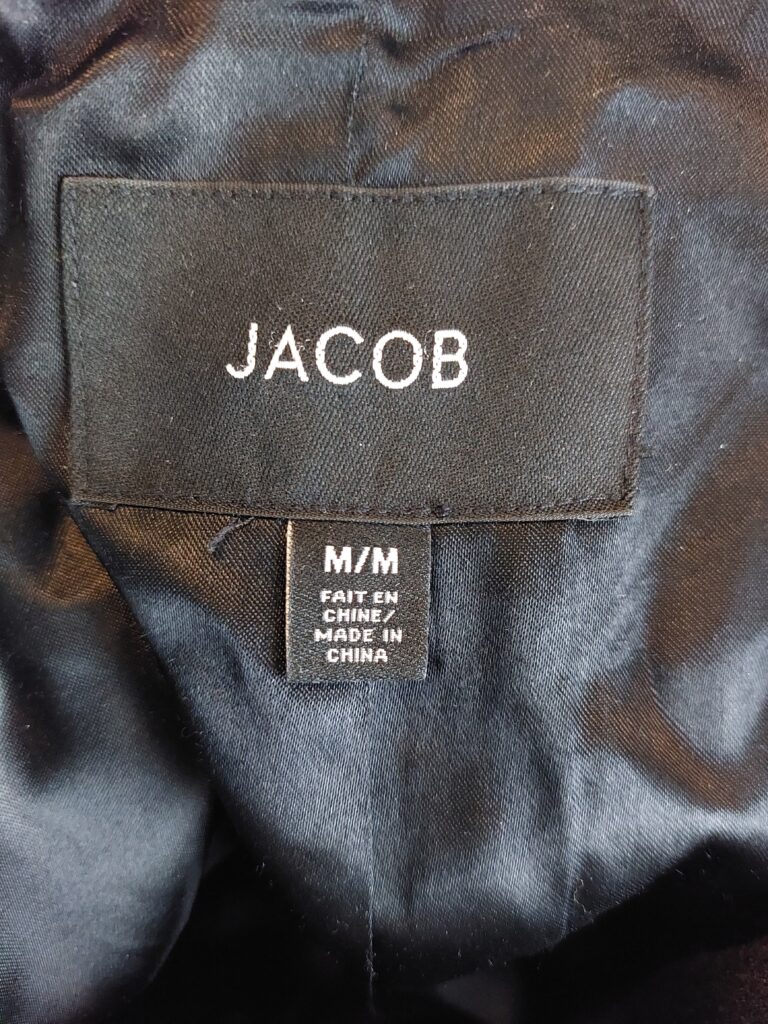 JACOB
M/M
FAIT EN
CHINE/
MADE IN
CHINA